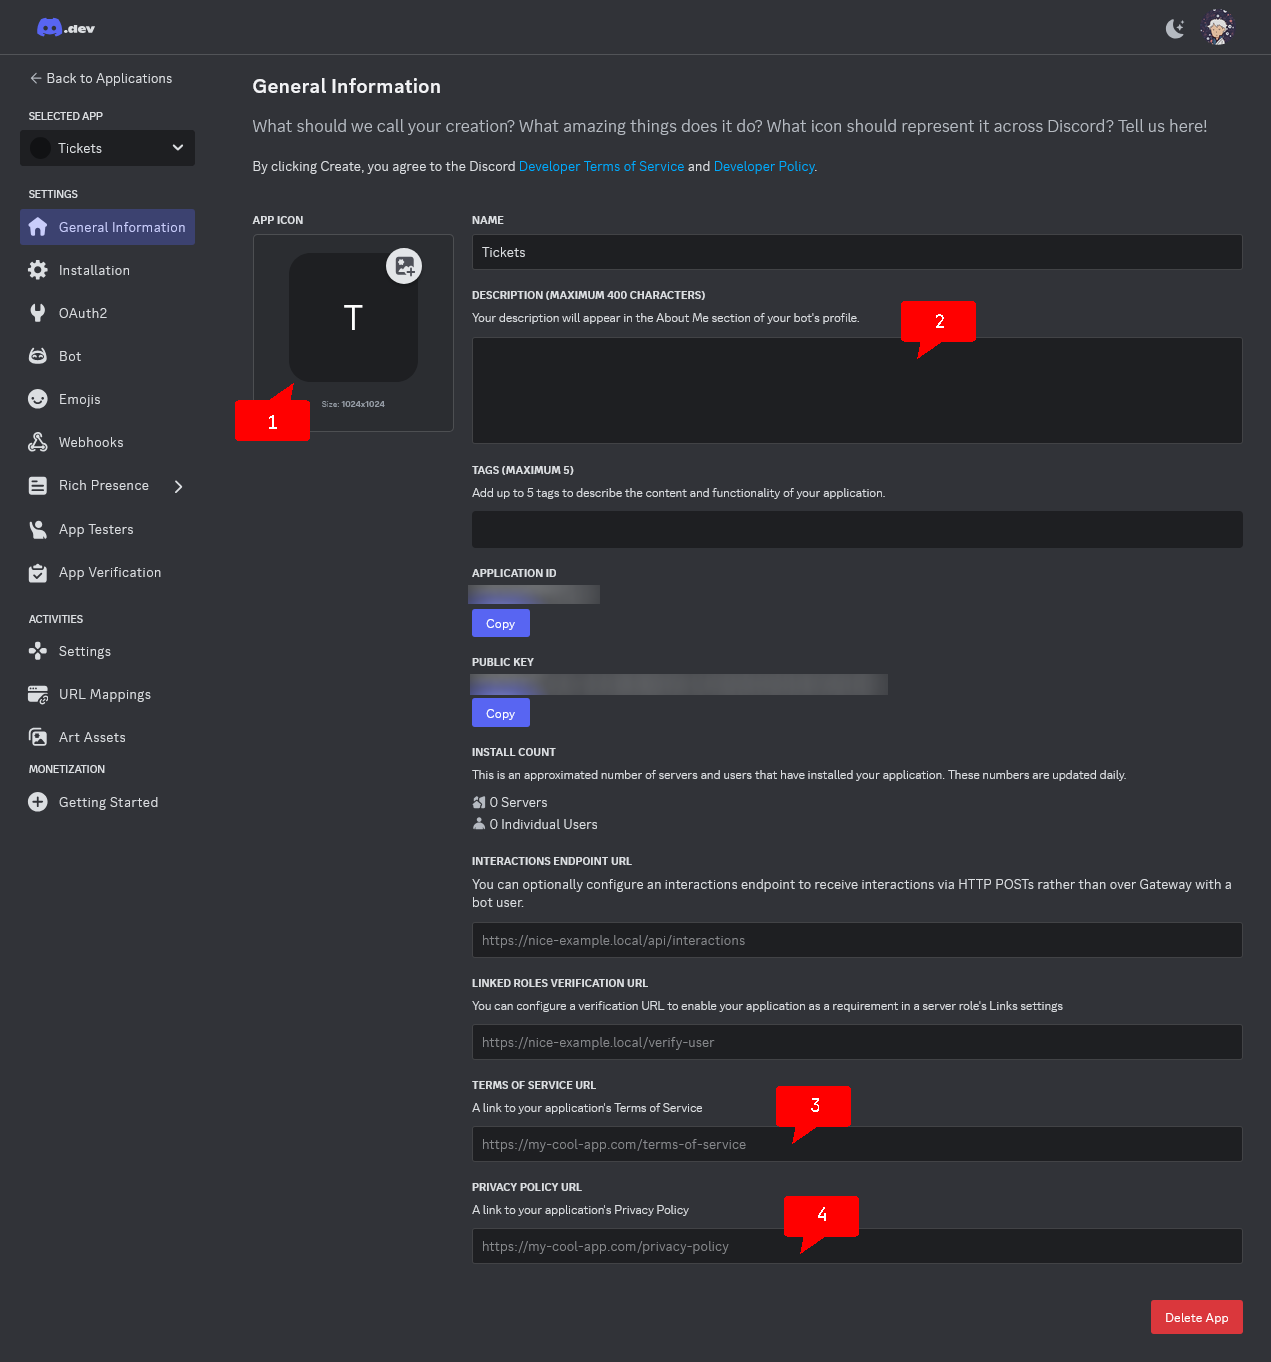 .dev
Back to Applications
SELECTED APP
Tickets
SETTINGS
General Information
Installation
OAuth2
Bot
Emojis
Webhooks
Rich Presence
App Testers
App Verification
ACTIVITIES
Settings
URL Mappings
Art Assets
MONETIZATION
Getting Started
General Information
What should we call your creation? What amazing things does it do? What icon should represent it across Discord? Tell us here!
By clicking Create, you agree to the Discord Developer Terms of Service and Developer Policy.
APP ICON
T
Size: 1024x1024
1
NAME
Tickets
DESCRIPTION (MAXIMUM 400 CHARACTERS)
Your description will appear in the About Me section of your bot's profile.
2
TAGS (MAXIMUM 5)
Add up to 5 tags to describe the content and functionality of your application.
APPLICATION ID
Copy
PUBLIC KEY
Copy
INSTALL COUNT
This is an approximated number of servers and users that have installed your application. These numbers are updated daily.
0 Servers
0 Individual Users
INTERACTIONS ENDPOINT URL
You can optionally configure an interactions endpoint to receive interactions via HTTP POSTs rather than over Gateway with a
bot user.
https://nice-example.local/api/interactions
LINKED ROLES VERIFICATION URL
You can configure a verification URL to enable your application as a requirement in a server role's Links settings
https://nice-example.local/verify-user
TERMS OF SERVICE URL
A link to your application's Terms of Service
3
https://my-cool-app.com/terms-of-service
PRIVACY POLICY URL
A link to your application's Privacy Policy
4
https://my-cool-app.com/privacy-policy
Delete App